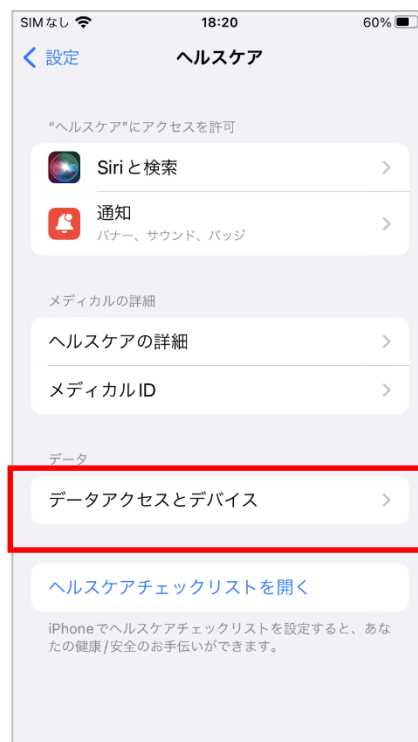 SIMなし 18:20 60%
設定 ヘルスケア
"ヘルスケア"にアクセスを許可
Siriと検索
通知
バナー、サウンド、バッジ
メディカルの詳細
ヘルスケアの詳細
メディカルID
データ
データアクセスとデバイス
ヘルスケアチェックリストを開く
iPhoneでヘルスケアチェックリストを設定すると、あな
たの健康/安全のお手伝いができます。